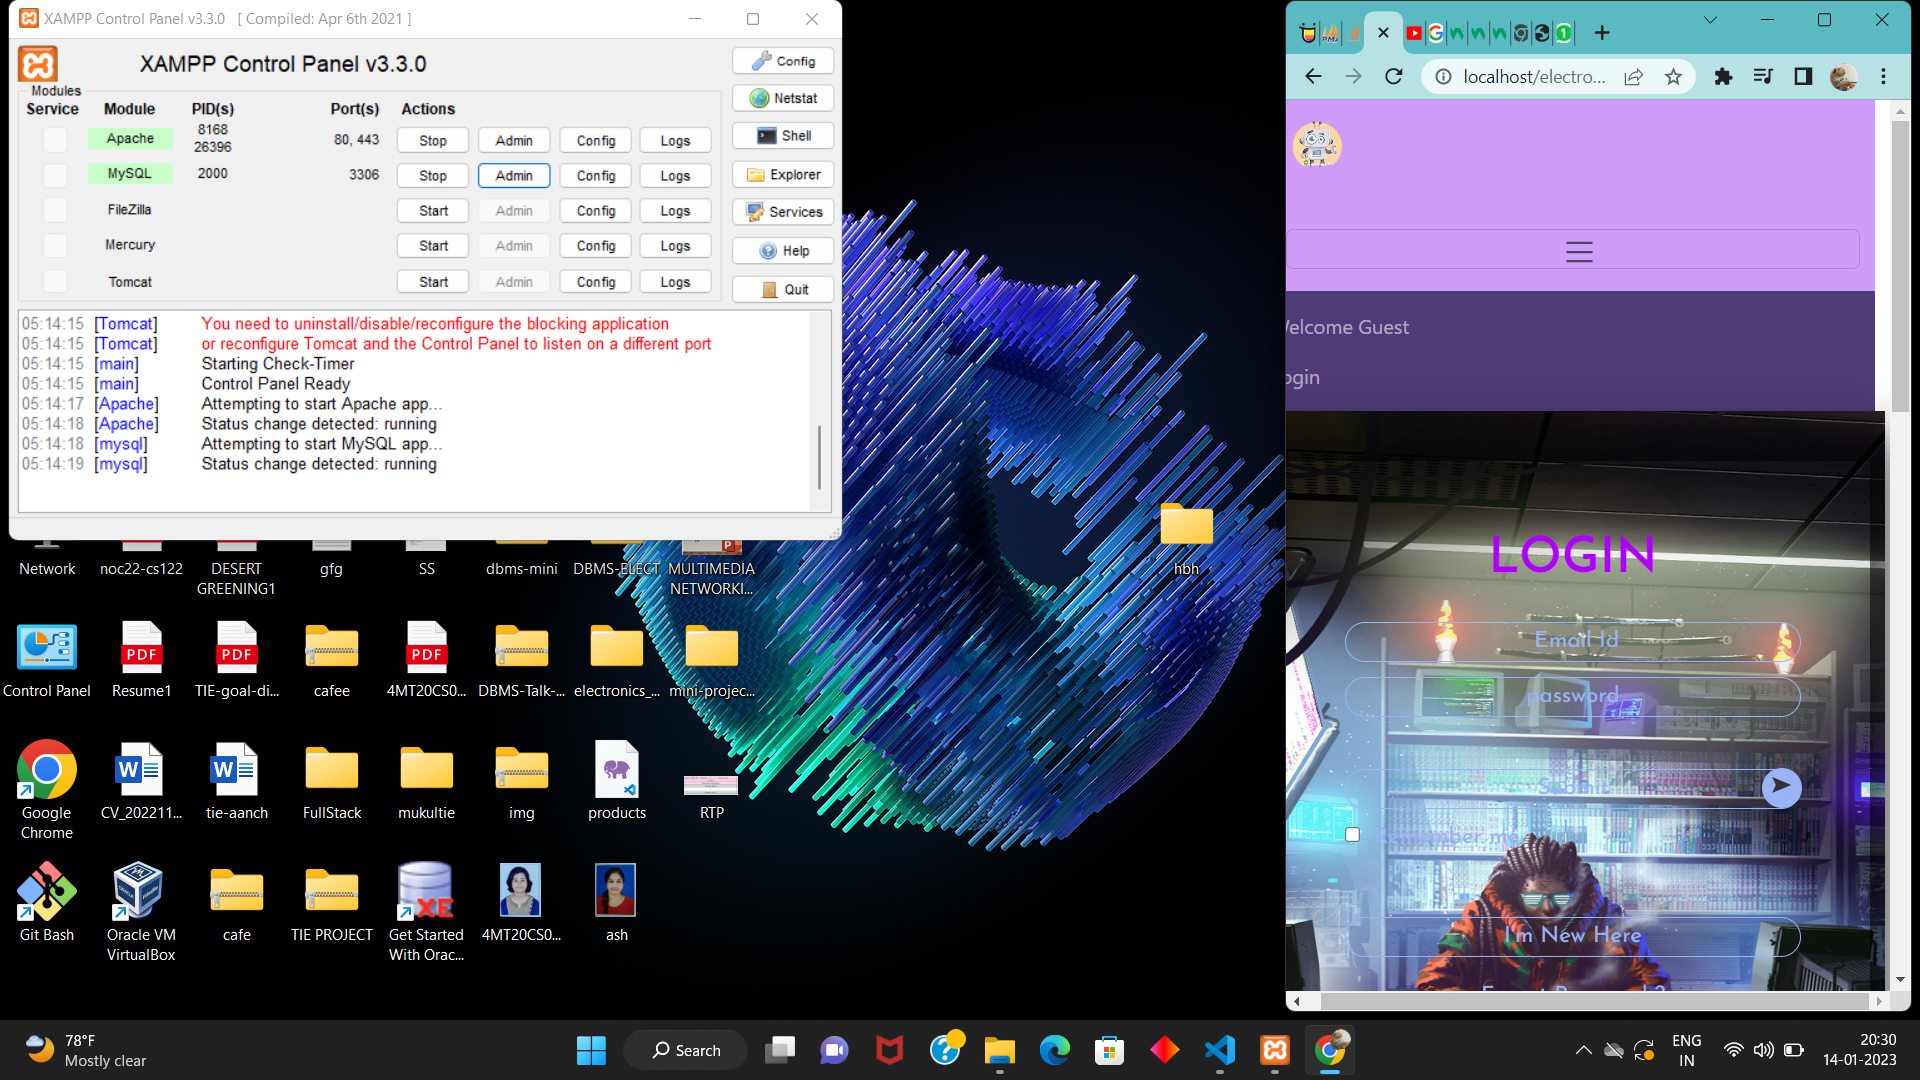 XAMPP Control Panel v3.3.0 [ Compiled: Apr 6th 2021 ]
XAMPP Control Panel v3.3.0
Modules
Service Module PID(s) Port(s) Actions
Apache 8168 26396 80, 443 Stop Admin Config Logs
MySQL 2000 3306 Stop Admin Config Logs
FileZilla Start Admin Config Logs
Mercury Start Admin Config Logs
Tomcat Start Admin Config Logs
Config
Netstat
Shell
Explorer
Services
Help
Quit
05:14:15 [Tomcat] You need to uninstall/disable/reconfigure the blocking application
05:14:15 [Tomcat] or reconfigure Tomcat and the Control Panel to listen on a different port
05:14:15 [main] Starting Check-Timer
05:14:15 [main] Control Panel Ready
05:14:17 [Apache] Attempting to start Apache app...
05:14:18 [Apache] Status change detected: running
05:14:18 [mysql] Attempting to start MySQL app...
05:14:19 [mysql] Status change detected: running
Network
noc22-cs122
DESERT
GREENING1
gfg
SS
dbms-mini
DBMS-ELECT
MULTIMEDIA
NETWORKI...
hbh
Control Panel
PDF
Resume1
PDF
TIE-goal-di...
cafee
PDF
4MT20CS0...
DBMS-Talk-...
electronics_...
mini-projec...
Google
Chrome
W
CV_202211...
W
tie-aanch
FullStack
mukultie
img
products
RTP
Git Bash
Oracle VM
VirtualBox
cafe
TIE PROJECT
XE
Get Started
With Orac...
4MT20CS0...
ash
localhost/electro...
elcome Guest
ogin
LOGIN
Email Id
password
Submit
Remember me
I'm New Here
78°F
Mostly clear
Search
ENG
IN
20:30
14-01-2023